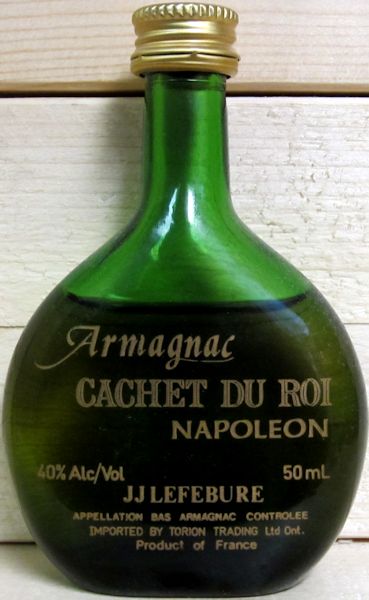 Armagnac
CACHET DU ROI
NAPOLEON
40% Alc/Vol 50 mL
JJ LEFEBURE
APPELLATION BAS ARMAGNAC CONTROLEE
IMPORTED BY TORION TRADING Ltd Ont.
Product of France